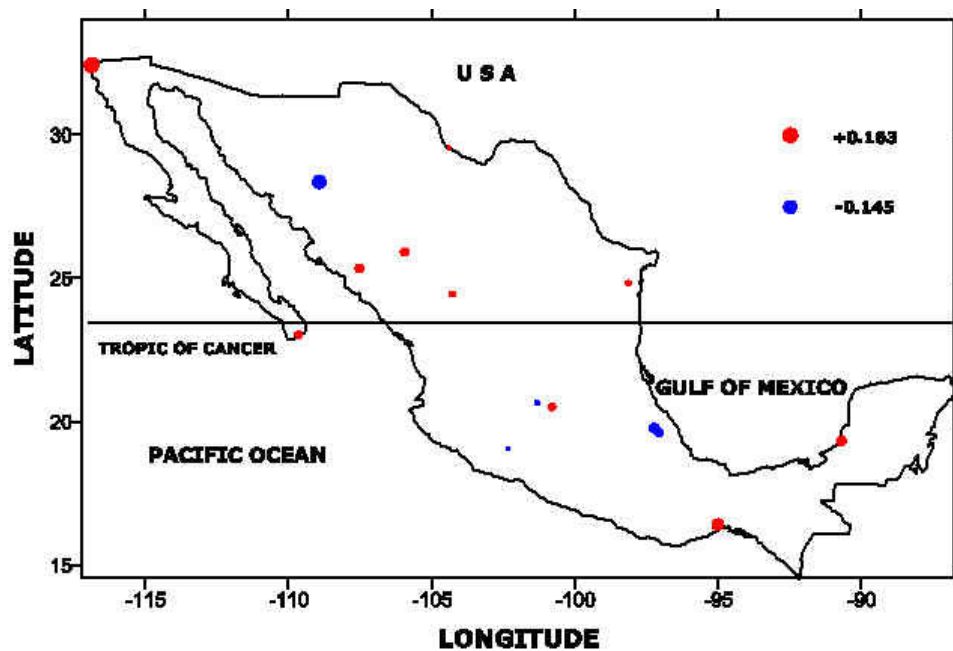 U S A
+0.163
-0.145
30
25
20
15
LATITUDE
TROPIC OF CANCER
GULF OF MEXICO
PACIFIC OCEAN
-115
-110
-105
-100
-95
-90
LONGITUDE